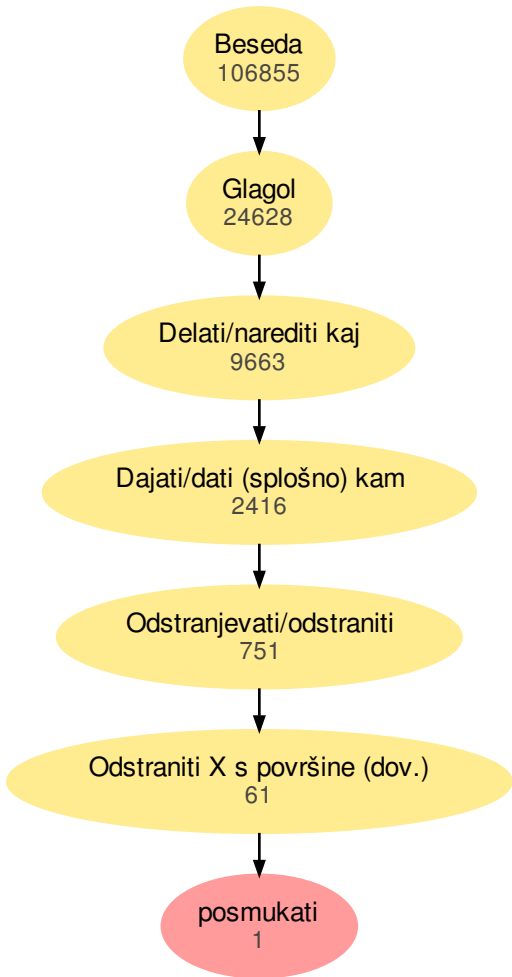 Beseda
106855
Glagol
24628
Delati/narediti kaj
9663
Dajati/dati (splošno) kam
2416
Odstranjevati/odstraniti
751
Odstraniti X s površine (dov.)
61
posmukati
1